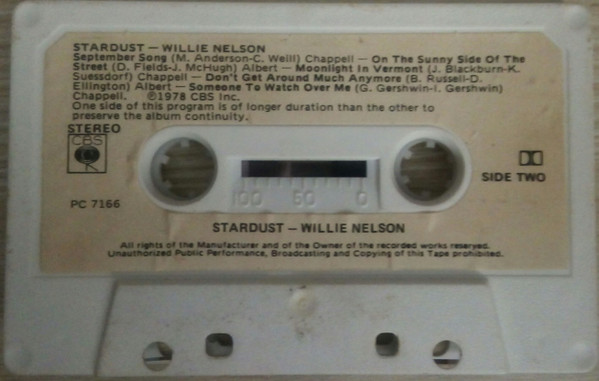 STARDUST — WILLIE NELSON
September Song (M. Anderson-C. Weill) Chappell — On The Sunny Side Of The
Street (D. Fields-J. McHugh) Albert — Moonlight In Vermont (J. Blackburn-K.
Suessdorf) Chappell — Don't Get Around Much Anymore (B. Russell-D.
Ellington) Albert — Someone To Watch Over Me (G. Gershwin-I. Gershwin)
Chappell. ℗1978 CBS Inc.
One side of this program is of longer duration than the other to
preserve the album continuity.
STEREO
CBS
SIDE TWO
100 50 0
PC 7166
STARDUST — WILLIE NELSON
All rights of the Manufacturer and of the Owner of the recorded works reserved.
Unauthorized Public Performance, Broadcasting and Copying of this Tape prohibited.